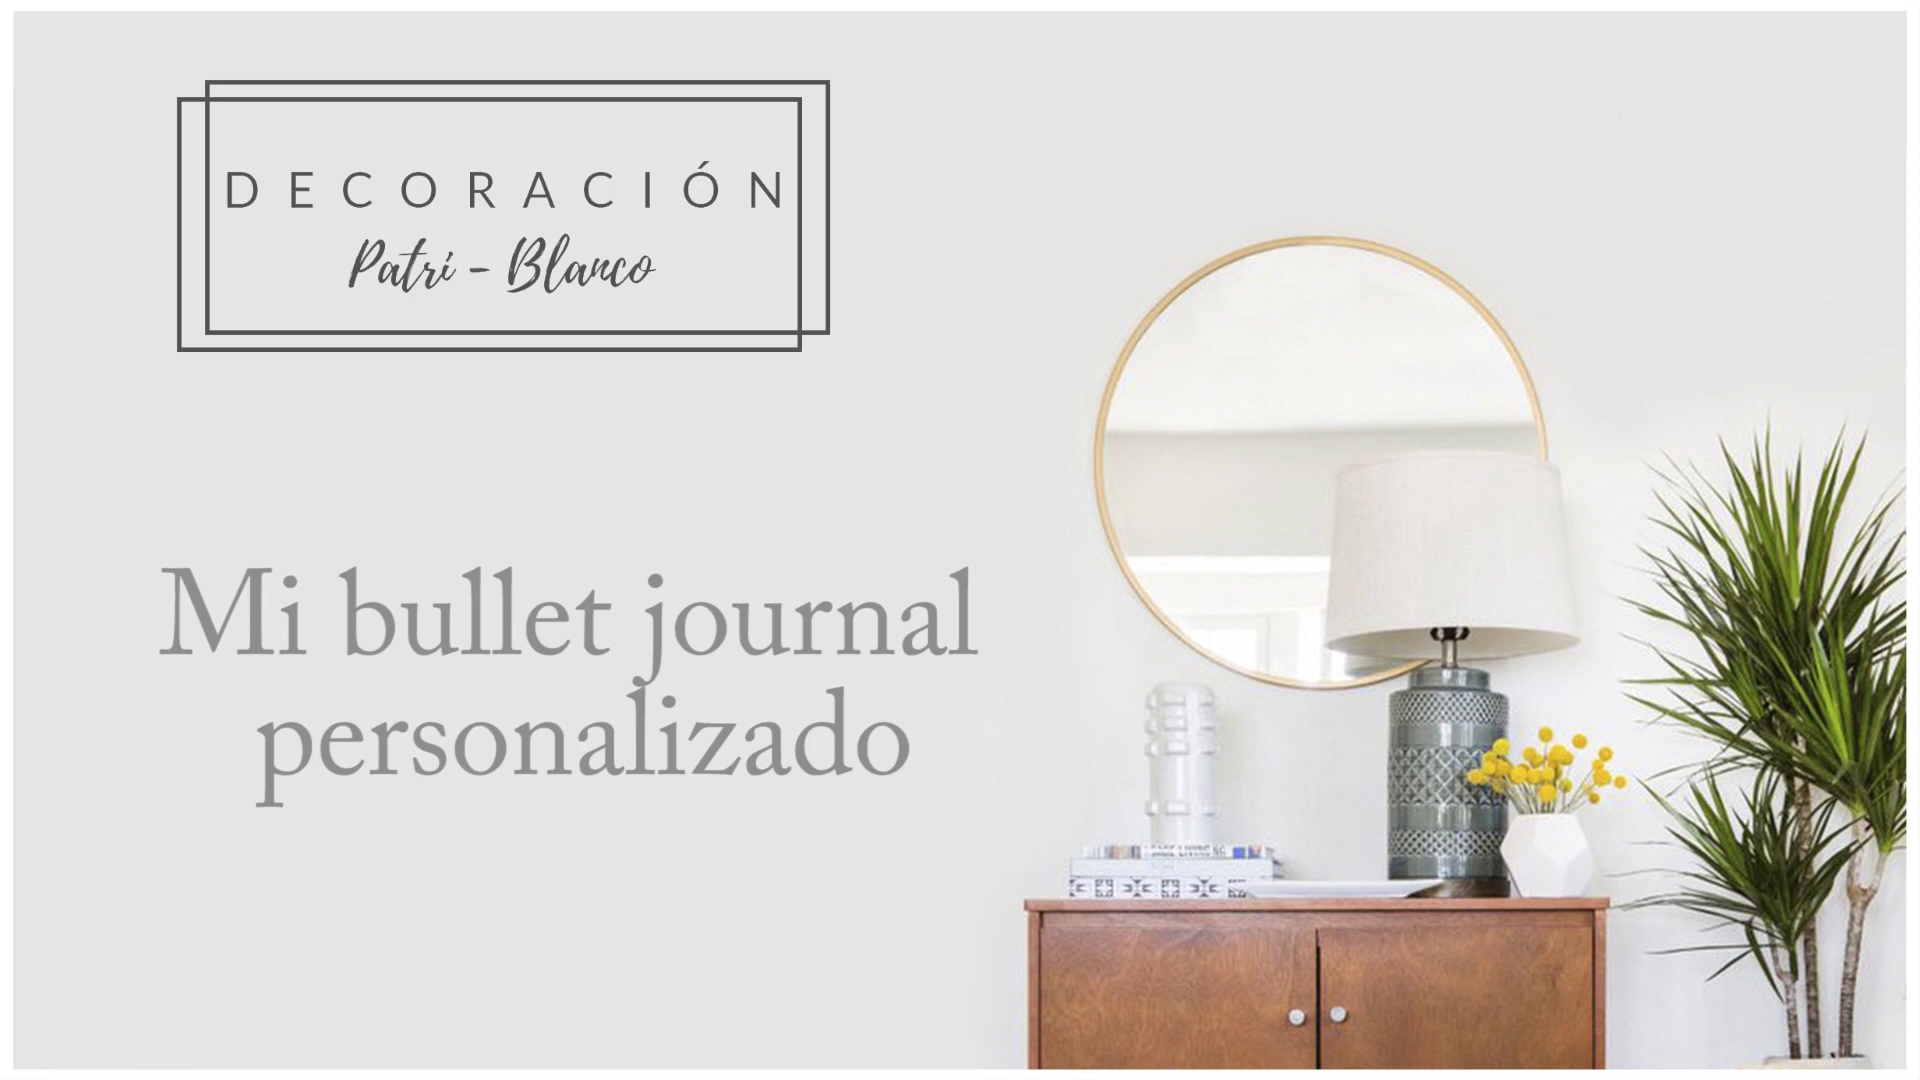 DECORACIÓN
Patri - Blanco
Mi bullet journal
personalizado